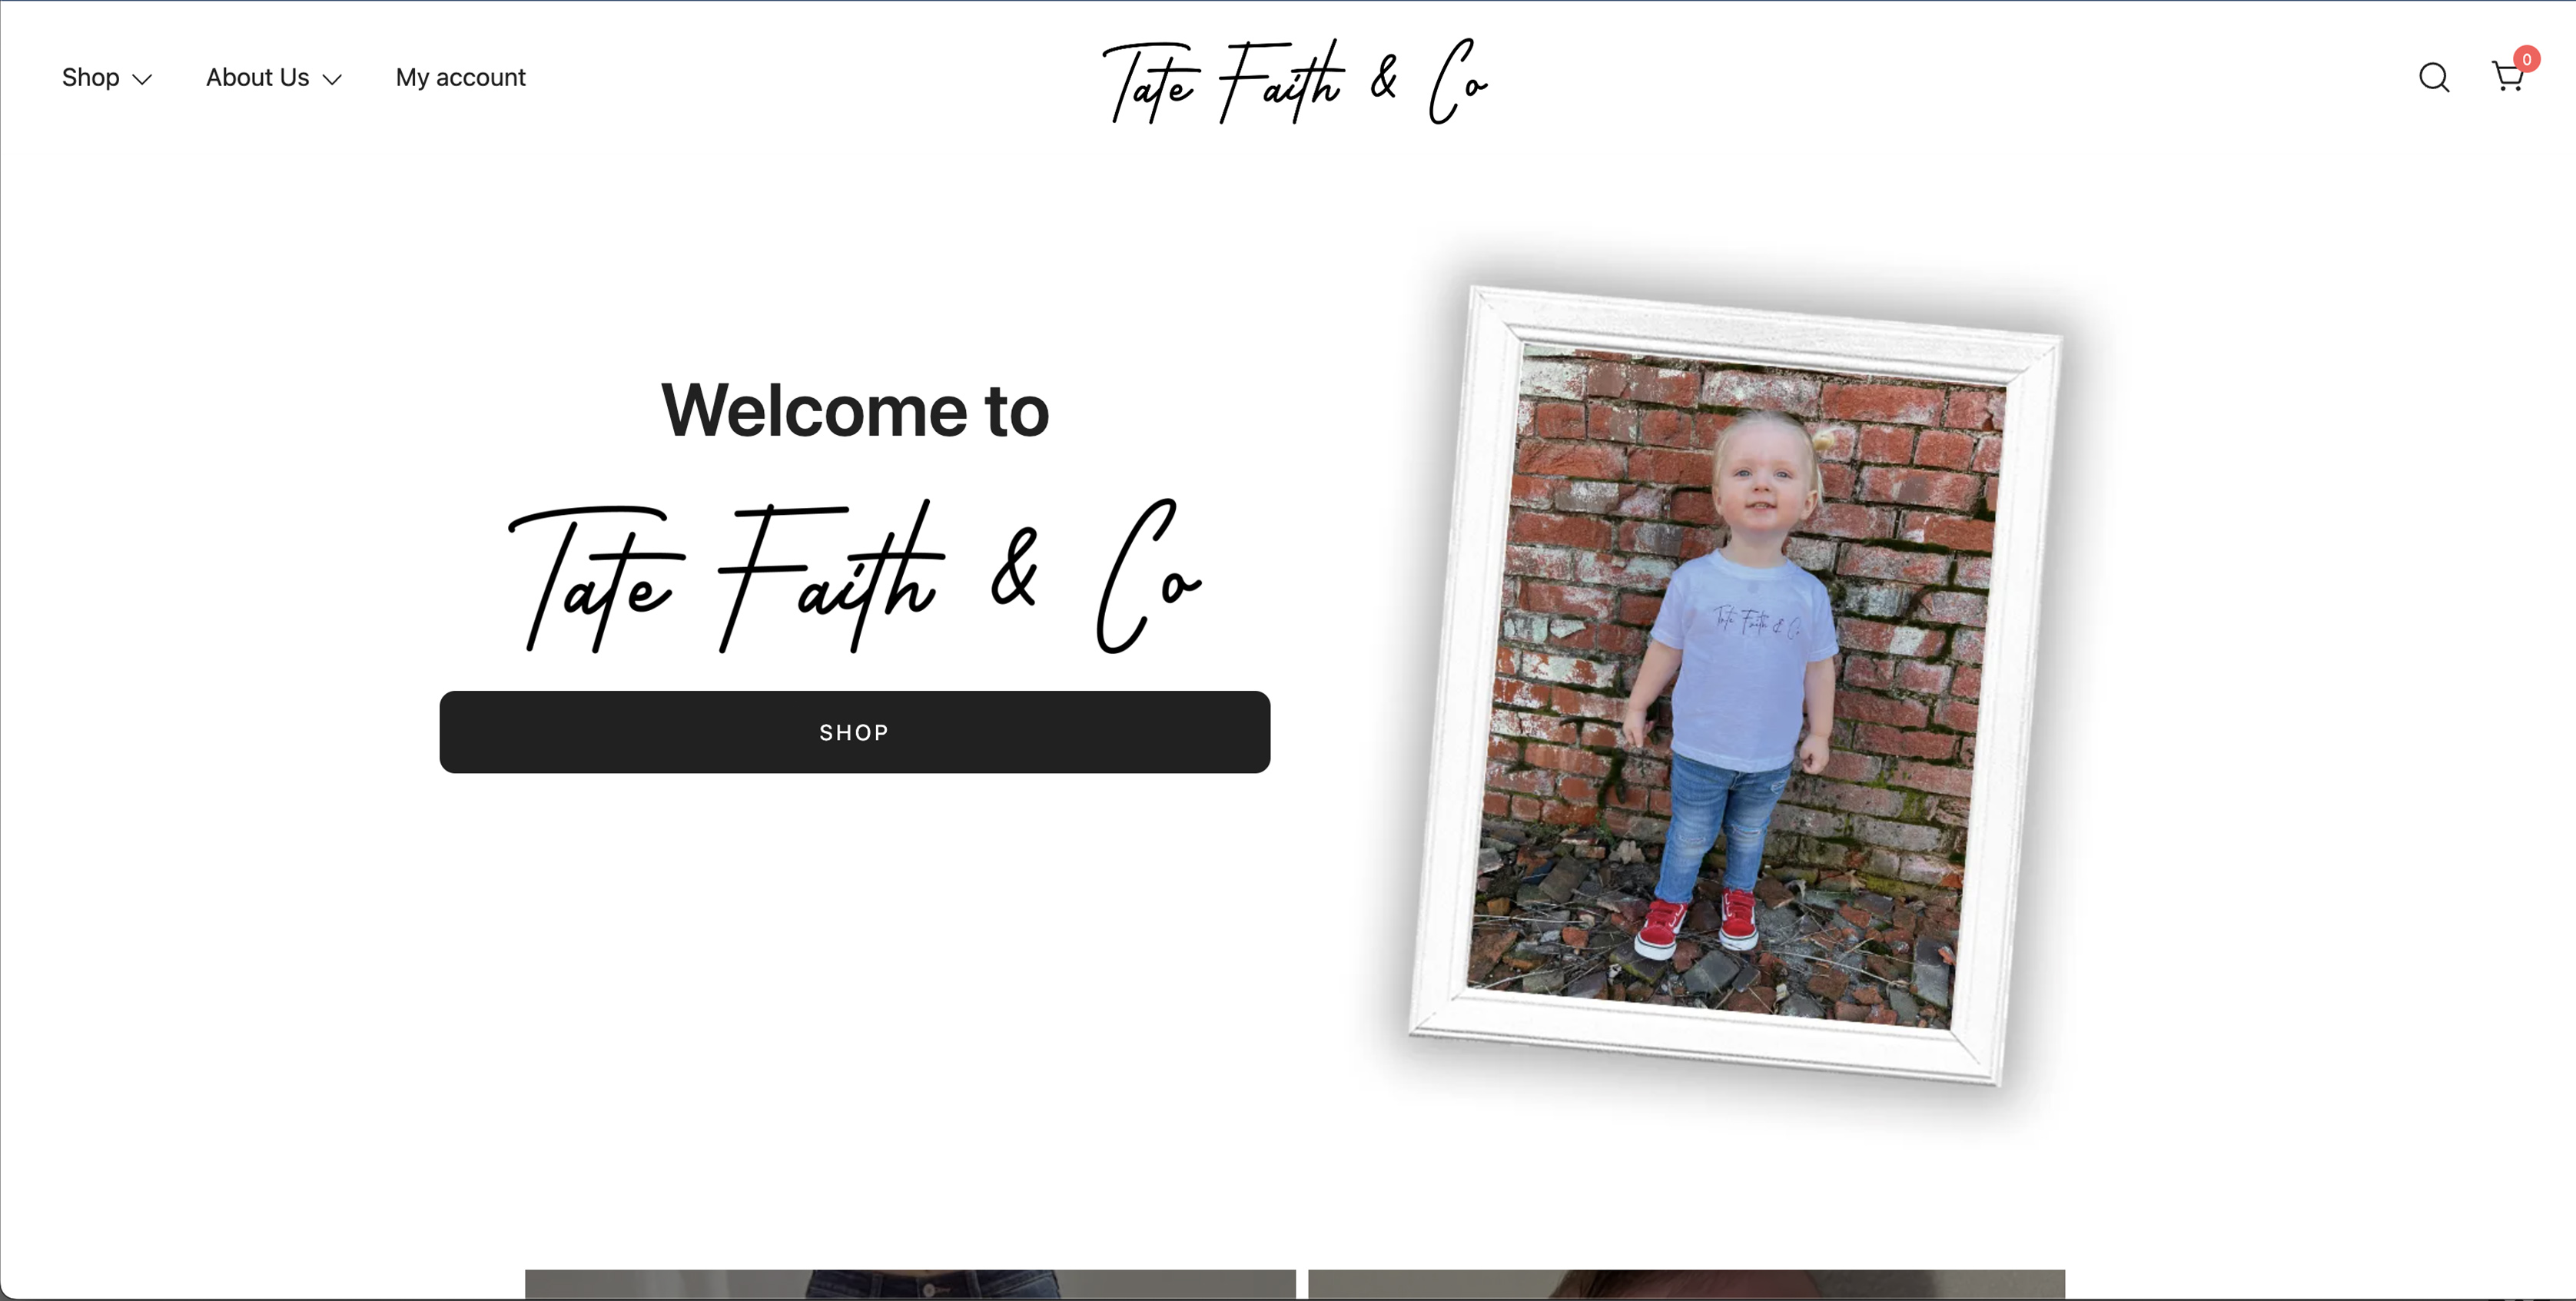 Shop About Us My account Tate Faith & Co 0
Welcome to
Tate Faith & Co
SHOP
Tate Faith & Co